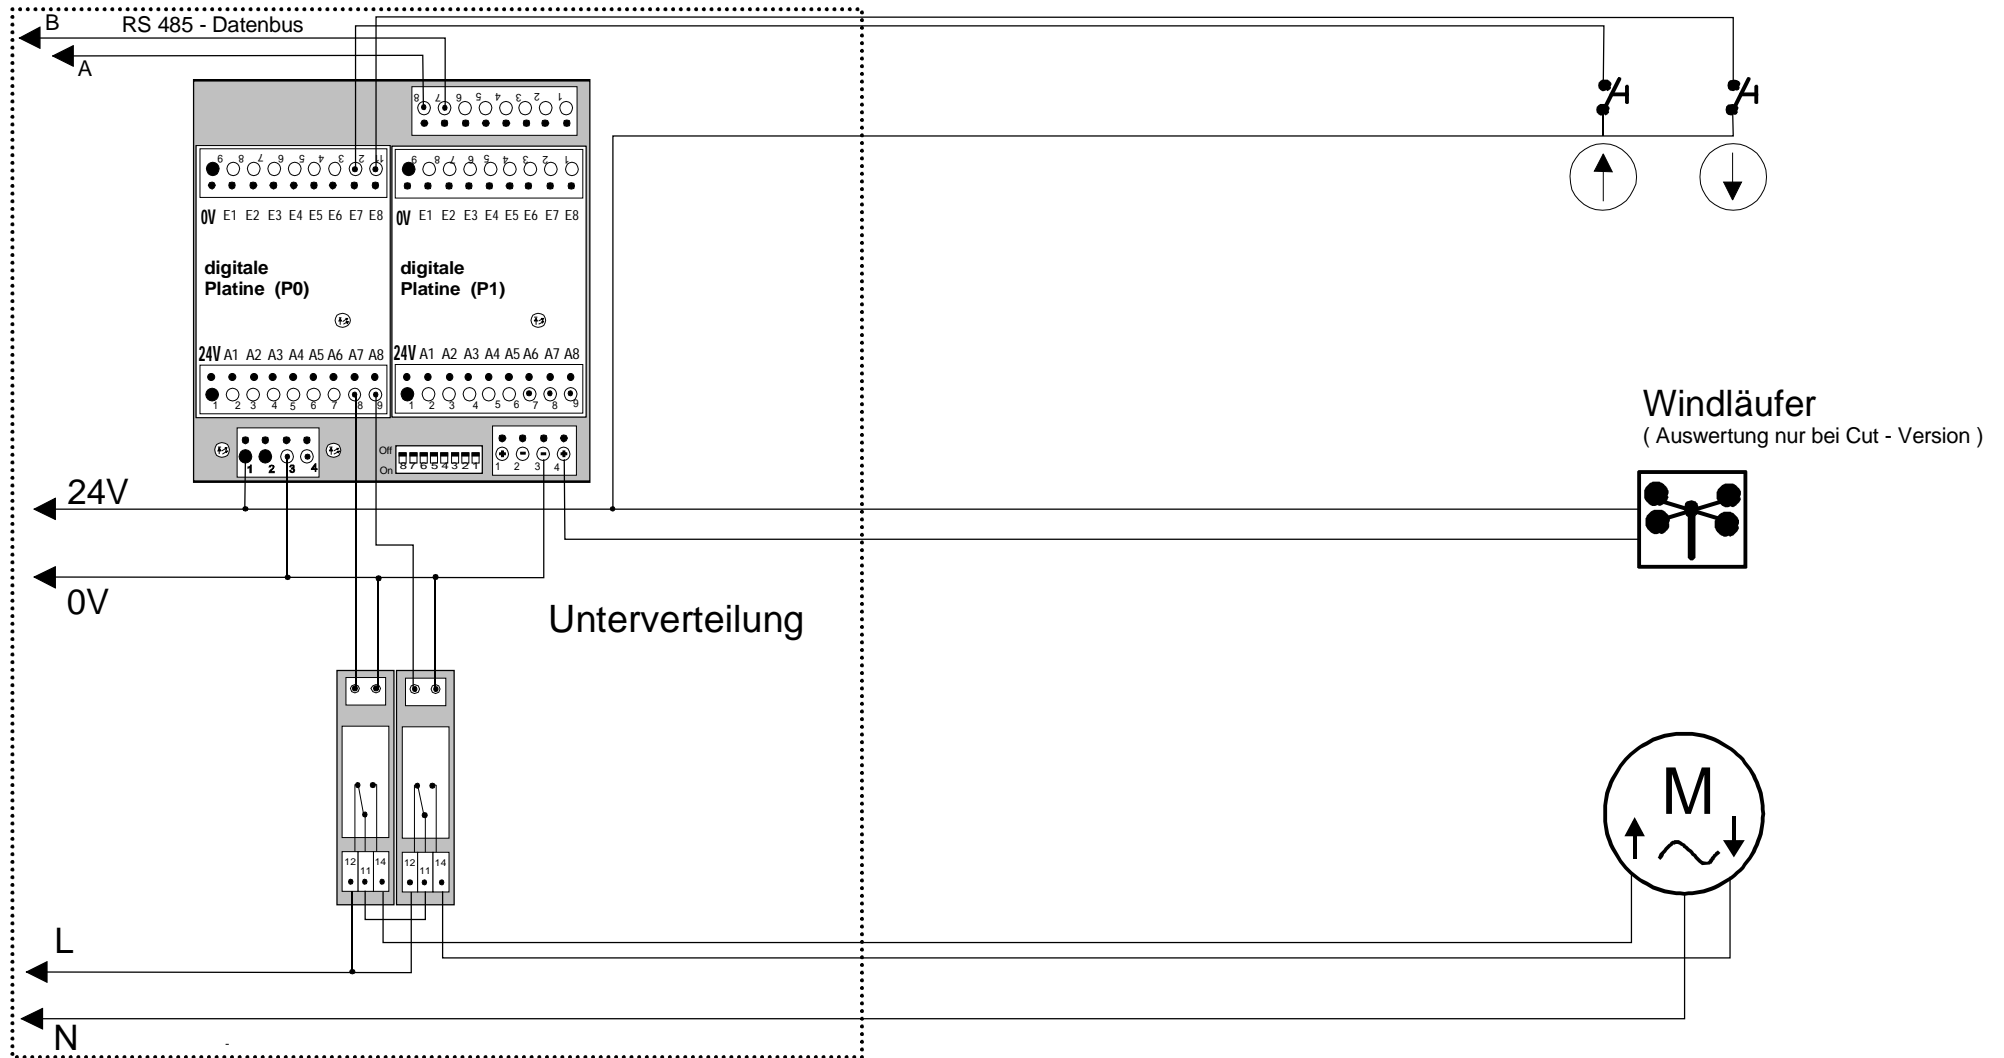 B
RS 485 - Datenbus
A
8 7 6 5 4 3 2 1
9 8 7 6 5 4 3 2 1
9 8 7 6 5 4 3 2 1
0V E1 E2 E3 E4 E5 E6 E7 E8
0V E1 E2 E3 E4 E5 E6 E7 E8
digitale
Platine (P0)
digitale
Platine (P1)
24V A1 A2 A3 A4 A5 A6 A7 A8
24V A1 A2 A3 A4 A5 A6 A7 A8
1 2 3 4 5 6 7 8 9
1 2 3 4 5 6 7 8 9
1 2 3 4
Off
On
8 7 6 5 4 3 2 1
1 2 3 4
Windläufer
( Auswertung nur bei Cut - Version )
24V
0V
Unterverteilung
M
12 11 14
12 11 14
L
N
-